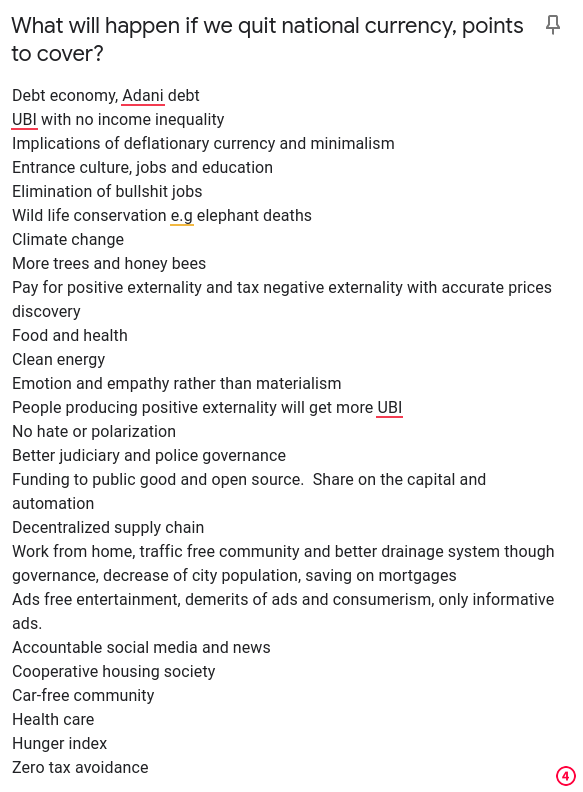 What will happen if we quit national currency, points
to cover?
Debt economy, Adani debt
UBI with no income inequality
Implications of deflationary currency and minimalism
Entrance culture, jobs and education
Elimination of bullshit jobs
Wild life conservation e.g elephant deaths
Climate change
More trees and honey bees
Pay for positive externality and tax negative externality with accurate prices
discovery
Food and health
Clean energy
Emotion and empathy rather than materialism
People producing positive externality will get more UBI
No hate or polarization
Better judiciary and police governance
Funding to public good and open source.  Share on the capital and
automation
Decentralized supply chain
Work from home, traffic free community and better drainage system though
governance, decrease of city population, saving on mortgages
Ads free entertainment, demerits of ads and consumerism, only informative
ads.
Accountable social media and news
Cooperative housing society
Car-free community
Health care
Hunger index
Zero tax avoidance
4